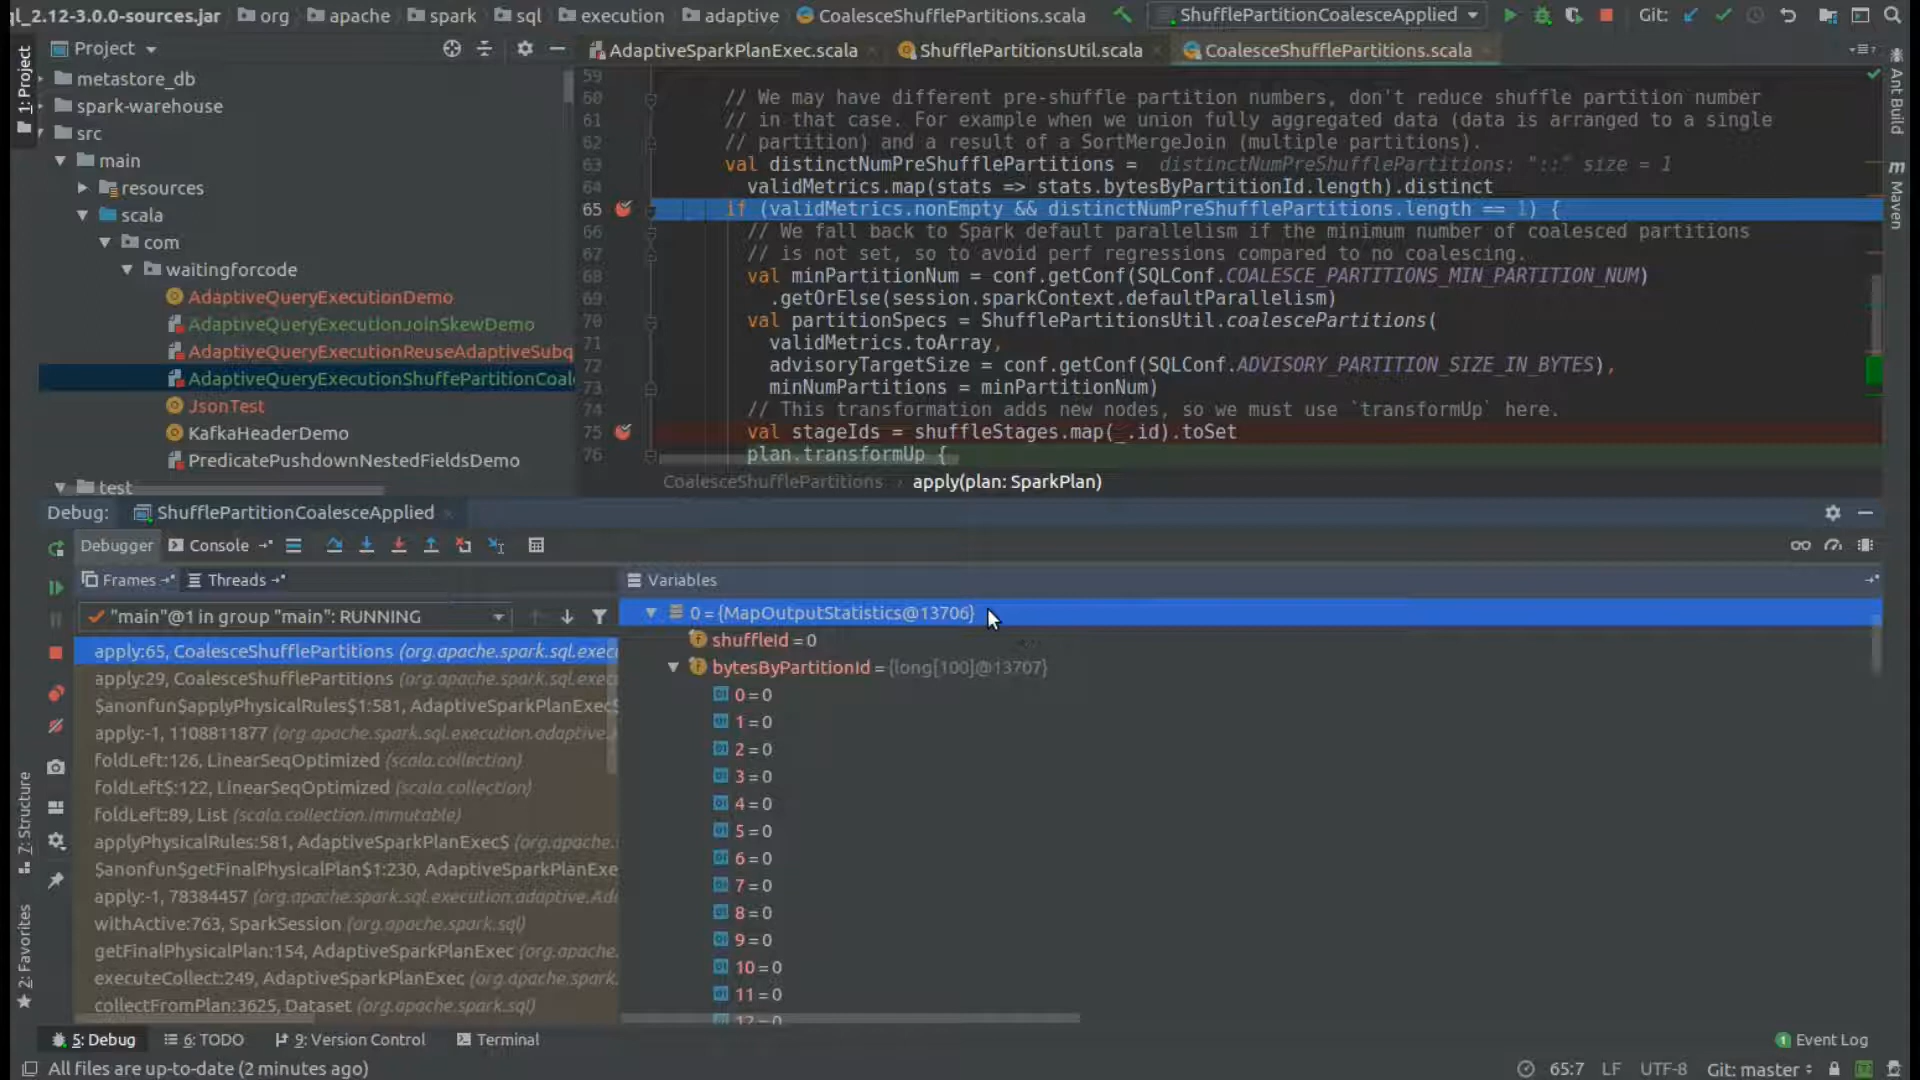 ql_2.12-3.0.0-sources.jar org apache spark sql execution adaptive CoalesceShufflePartitions.scala ShufflePartitionCoalesceApplied Git:
Project AdaptiveSparkPlanExec.scala ShufflePartitionsUtil.scala CoalesceShufflePartitions.scala
1: Project
Ant Build
Maven
metastore_db
spark-warehouse
src
main
resources
scala
com
waitingforcode
AdaptiveQueryExecutionDemo
AdaptiveQueryExecutionJoinSkewDemo
AdaptiveQueryExecutionReuseAdaptiveSubq
AdaptiveQueryExecutionShuffePartitionCoal
JsonTest
KafkaHeaderDemo
PredicatePushdownNestedFieldsDemo
test
59
60 // We may have different pre-shuffle partition numbers, don't reduce shuffle partition number
61 // in that case. For example when we union fully aggregated data (data is arranged to a single
62 // partition) and a result of a SortMergeJoin (multiple partitions).
63 val distinctNumPreShufflePartitions = distinctNumPreShufflePartitions: "::" size = 1
64 validMetrics.map(stats => stats.bytesByPartitionId.length).distinct
65 if (validMetrics.nonEmpty && distinctNumPreShufflePartitions.length == 1) {
66 // We fall back to Spark default parallelism if the minimum number of coalesced partitions
67 // is not set, so to avoid perf regressions compared to no coalescing.
68 val minPartitionNum = conf.getConf(SQLConf.COALESCE_PARTITIONS_MIN_PARTITION_NUM)
69 .getOrElse(session.sparkContext.defaultParallelism)
70 val partitionSpecs = ShufflePartitionsUtil.coalescePartitions(
71 validMetrics.toArray,
72 advisoryTargetSize = conf.getConf(SQLConf.ADVISORY_PARTITION_SIZE_IN_BYTES),
73 minNumPartitions = minPartitionNum)
74 // This transformation adds new nodes, so we must use `transformUp` here.
75 val stageIds = shuffleStages.map(_.id).toSet
76 plan.transformUp {
CoalesceShufflePartitions › apply(plan: SparkPlan)
Debug: ShufflePartitionCoalesceApplied
Debugger Console
Frames Threads
Variables
"main"@1 in group "main": RUNNING
apply:65, CoalesceShufflePartitions (org.apache.spark.sql.execu
apply:29, CoalesceShufflePartitions (org.apache.spark.sql.execu
$anonfun$applyPhysicalRules$1:581, AdaptiveSparkPlanExec$
apply:-1, 1108811877 (org.apache.spark.sql.execution.adaptive.
foldLeft:126, LinearSeqOptimized (scala.collection)
foldLeft$:122, LinearSeqOptimized (scala.collection)
foldLeft:89, List (scala.collection.immutable)
applyPhysicalRules:581, AdaptiveSparkPlanExec$ (org.apache.
$anonfun$getFinalPhysicalPlan$1:230, AdaptiveSparkPlanExe
apply:-1, 78384457 (org.apache.spark.sql.execution.adaptive.Ada
withActive:763, SparkSession (org.apache.spark.sql)
getFinalPhysicalPlan:154, AdaptiveSparkPlanExec (org.apache.
executeCollect:249, AdaptiveSparkPlanExec (org.apache.spark.
collectFromPlan:3625, Dataset (org.apache.spark.sql)
0 = {MapOutputStatistics@13706}
shuffleId = 0
bytesByPartitionId = {long[100]@13707}
0 = 0
1 = 0
2 = 0
3 = 0
4 = 0
5 = 0
6 = 0
7 = 0
8 = 0
9 = 0
10 = 0
11 = 0
12 = 0
7: Structure
2: Favorites
5: Debug 6: TODO 9: Version Control Terminal 1 Event Log
All files are up-to-date (2 minutes ago) 65:7 LF UTF-8 Git: master